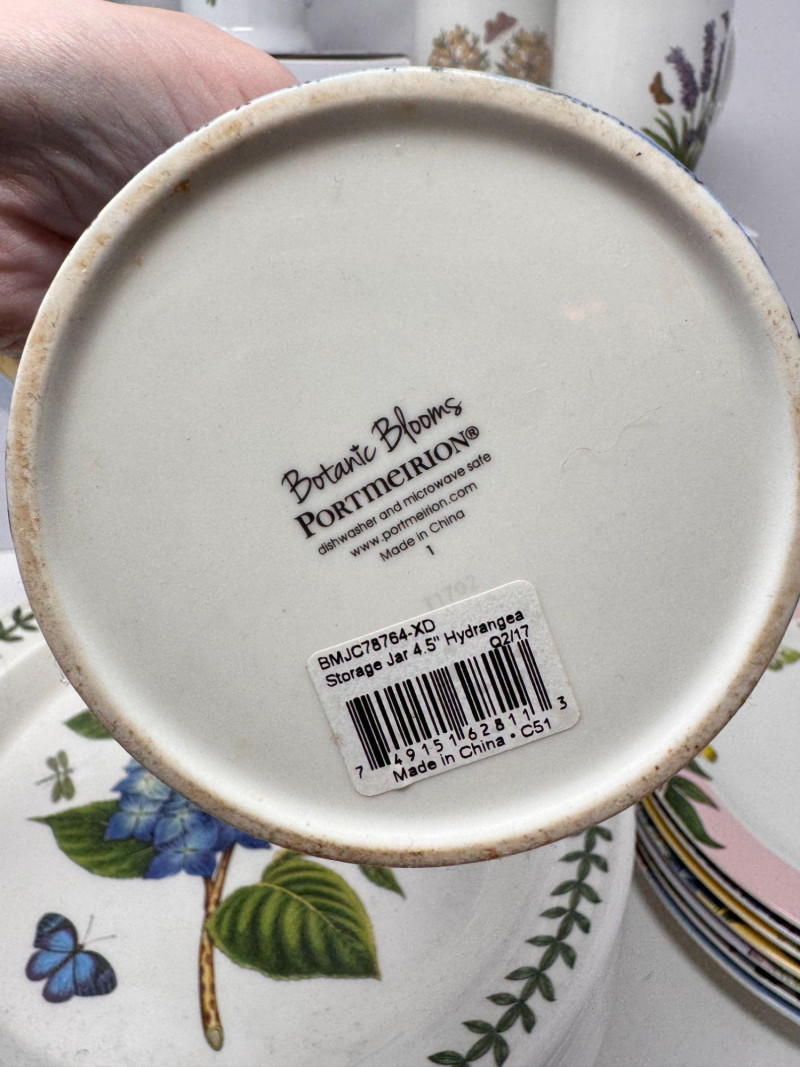 Botanic Blooms
PORTMEIRION®
dishwasher and microwave safe
www.portmeirion.com
Made in China
1
11792
BMJC78764-XD
Storage Jar 4.5" Hydrangea
Q2/17
7 49151 62811 3
Made in China • C51